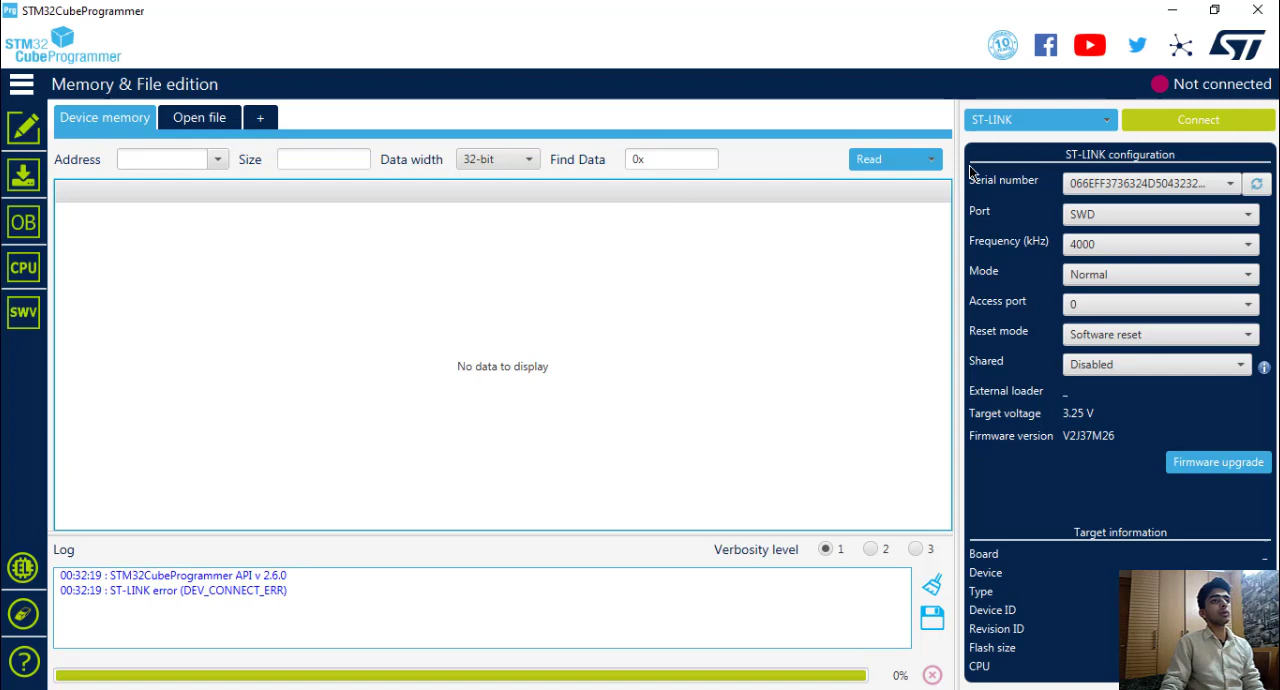 Prg STM32CubeProgrammer
STM32
CubeProgrammer
10
ST
Memory & File edition
Not connected
Device memory
Open file
+
ST-LINK
Connect
Address
Size
Data width
32-bit
Find Data
0x
Read
ST-LINK configuration
Serial number
066EFF3736324D5043232...
Port
SWD
Frequency (kHz)
4000
Mode
Normal
Access port
0
Reset mode
Software reset
Shared
Disabled
External loader
_
Target voltage
3.25 V
Firmware version
V2J37M26
Firmware upgrade
OB
CPU
SWV
EL
?
No data to display
Log
Verbosity level
1
2
3
00:32:19 : STM32CubeProgrammer API v 2.6.0
00:32:19 : ST-LINK error (DEV_CONNECT_ERR)
0%
Target information
Board
_
Device
Type
Device ID
Revision ID
Flash size
CPU